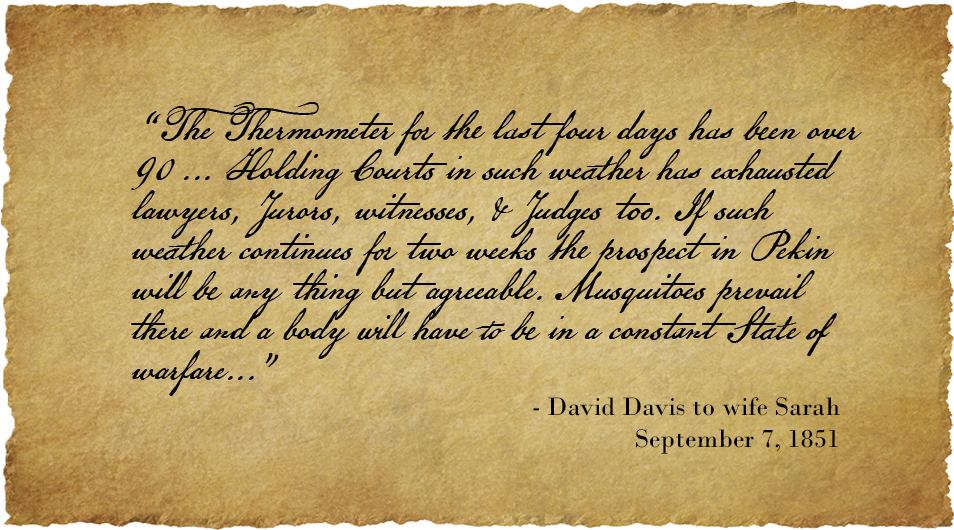 “The Thermometer for the last four days has been over
90 ... Holding Courts in such weather has exhausted
lawyers, Jurors, witnesses, & Judges too. If such
weather continues for two weeks the prospect in Pekin
will be any thing but agreeable. Musquitoes prevail
there and a body will have to be in a constant State of
warfare...”
- David Davis to wife Sarah
September 7, 1851